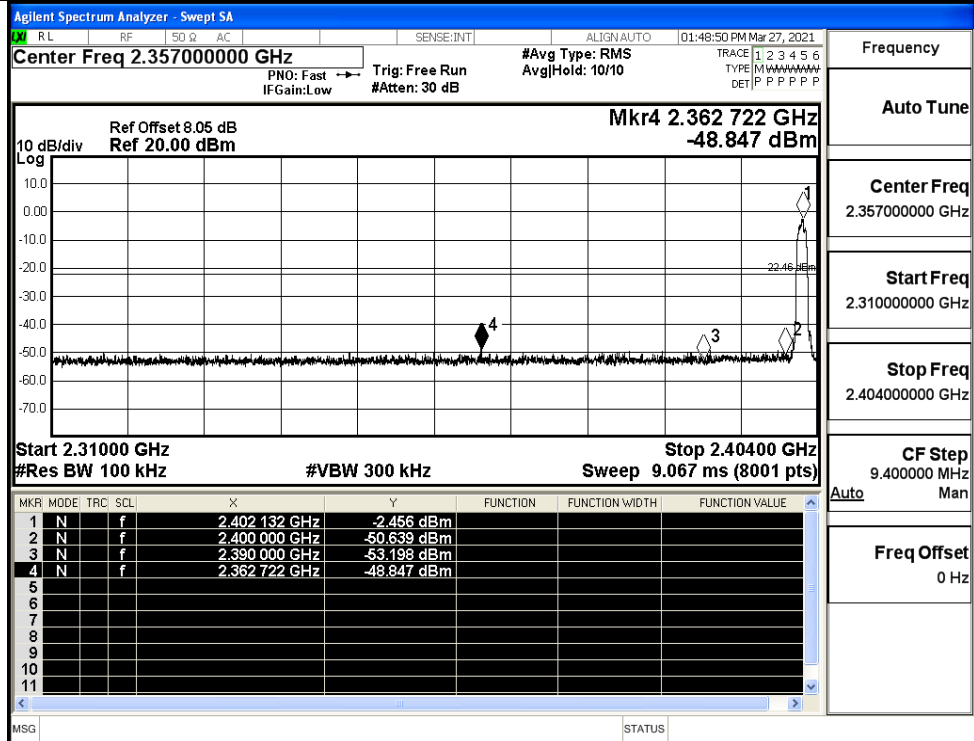 Agilent Spectrum Analyzer - Swept SA
LXI RL RF 50 Ω AC SENSE:INT ALIGN AUTO 01:48:50 PM Mar 27, 2021
Center Freq 2.357000000 GHz
PNO: Fast
IFGain:Low
Trig: Free Run
#Atten: 30 dB
#Avg Type: RMS
Avg|Hold: 10/10
TRACE 1 2 3 4 5 6
TYPE M W W W W W
DET P P P P P P
Mkr4 2.362 722 GHz
-48.847 dBm
Ref Offset 8.05 dB
10 dB/div Ref 20.00 dBm
Log
10.0
0.00
-10.0
-20.0
-30.0
-40.0
-50.0
-60.0
-70.0
1
22.46 dBm
4
3
2
Start 2.31000 GHz Stop 2.40400 GHz
#Res BW 100 kHz #VBW 300 kHz Sweep 9.067 ms (8001 pts)
MKR MODE TRC SCL X Y FUNCTION FUNCTION WIDTH FUNCTION VALUE
1 N f 2.402 132 GHz -2.456 dBm
2 N f 2.400 000 GHz -50.639 dBm
3 N f 2.390 000 GHz -53.198 dBm
4 N f 2.362 722 GHz -48.847 dBm
5
6
7
8
9
10
11
MSG STATUS
Frequency
Auto Tune
Center Freq
2.357000000 GHz
Start Freq
2.310000000 GHz
Stop Freq
2.404000000 GHz
CF Step
9.400000 MHz
Auto Man
Freq Offset
0 Hz